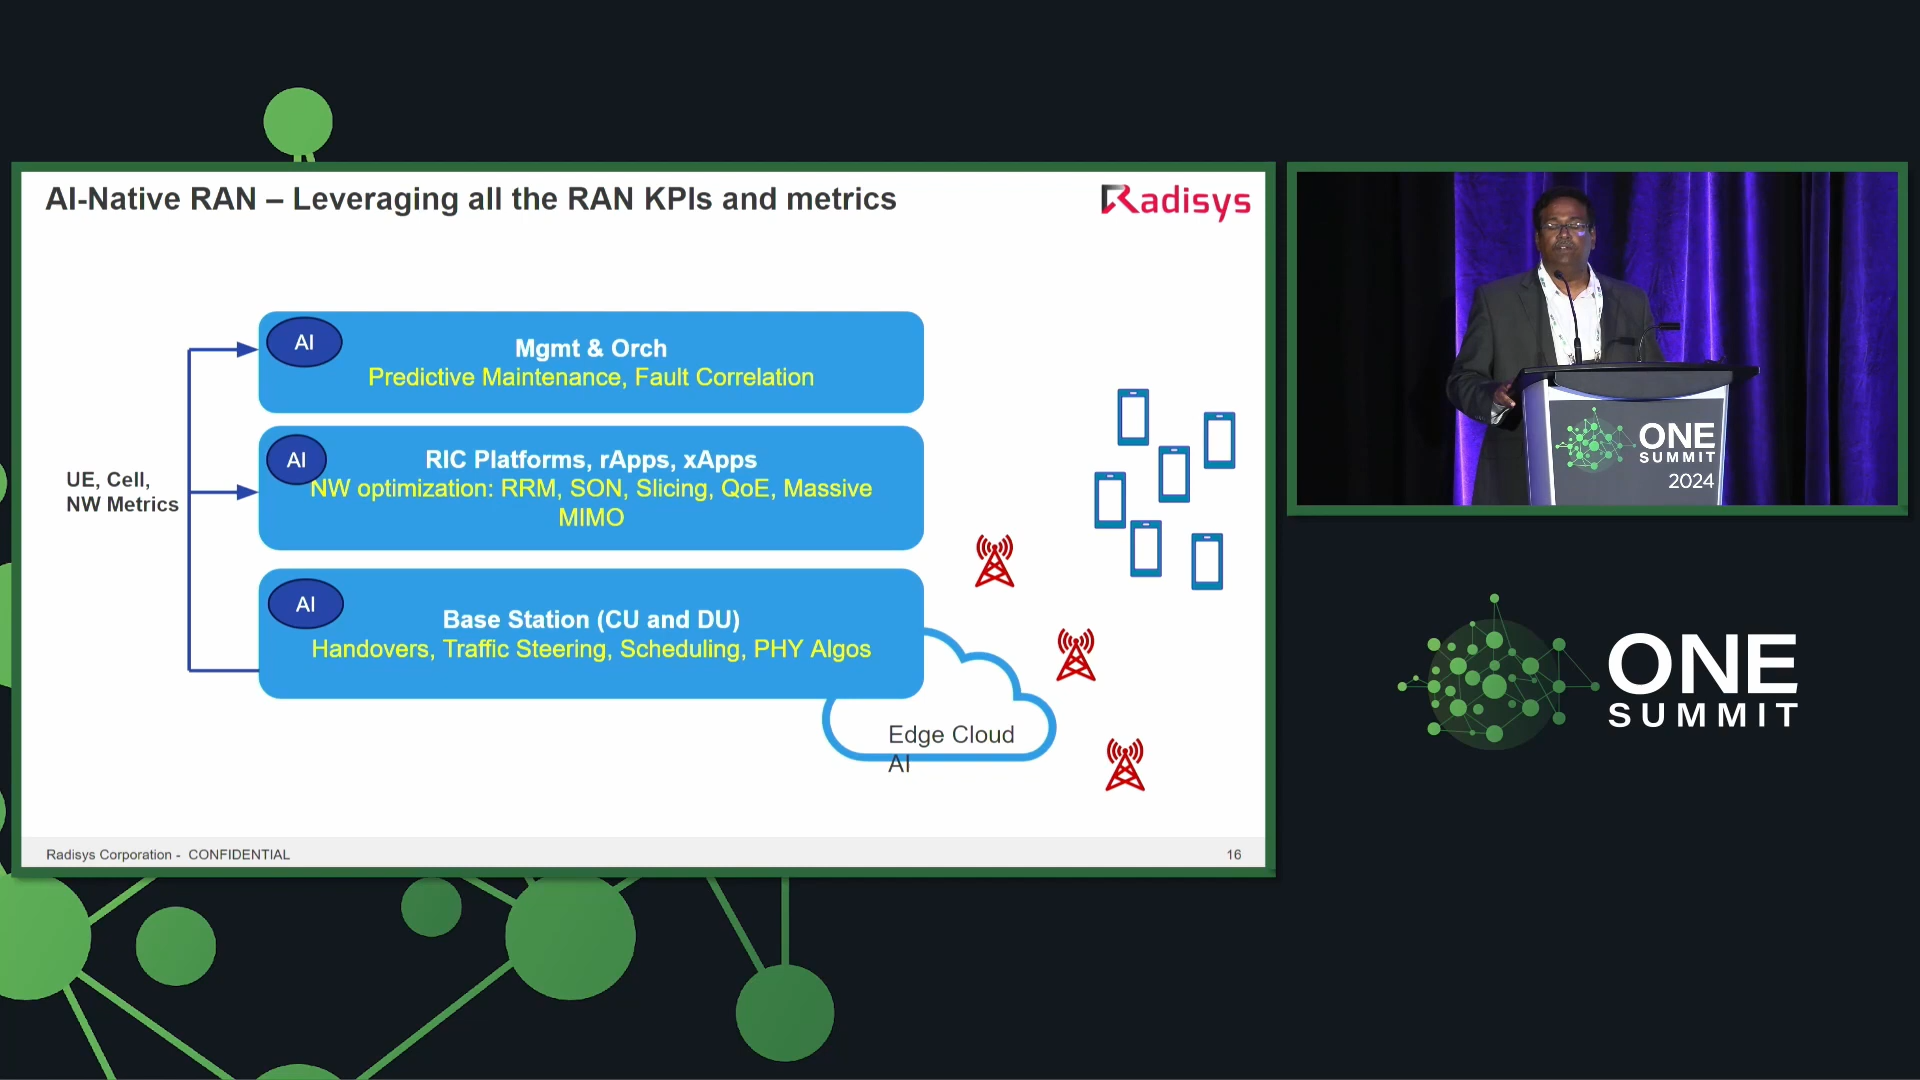 AI-Native RAN – Leveraging all the RAN KPIs and metrics
Radisys
AI
Mgmt & Orch
Predictive Maintenance, Fault Correlation
AI
RIC Platforms, rApps, xApps
NW optimization: RRM, SON, Slicing, QoE, Massive
MIMO
UE, Cell,
NW Metrics
AI
Base Station (CU and DU)
Handovers, Traffic Steering, Scheduling, PHY Algos
Edge Cloud
AI
Radisys Corporation - CONFIDENTIAL
16
ONE
SUMMIT
2024
ONE
SUMMIT